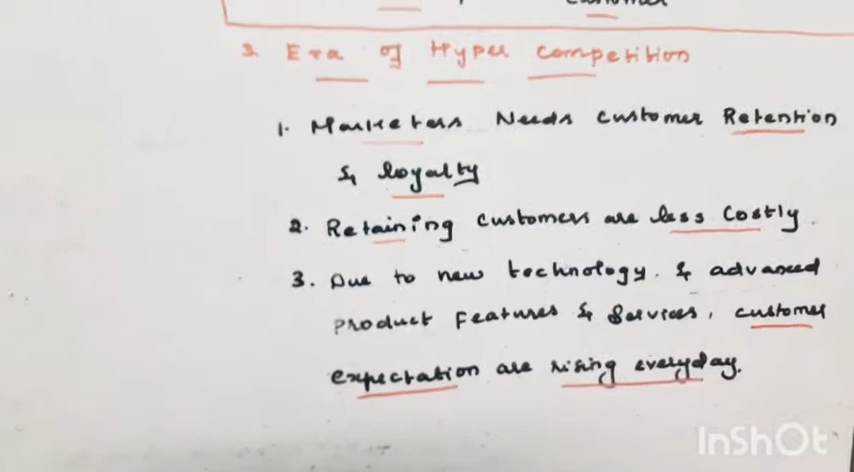 customer
3. Era of Hyper competition
1. Marketers Needs customer Retention
& loyalty
2. Retaining customers are less costly.
3. Due to new technology. & advanced
product features & services, customer
expectation are rising everyday.
InShOt